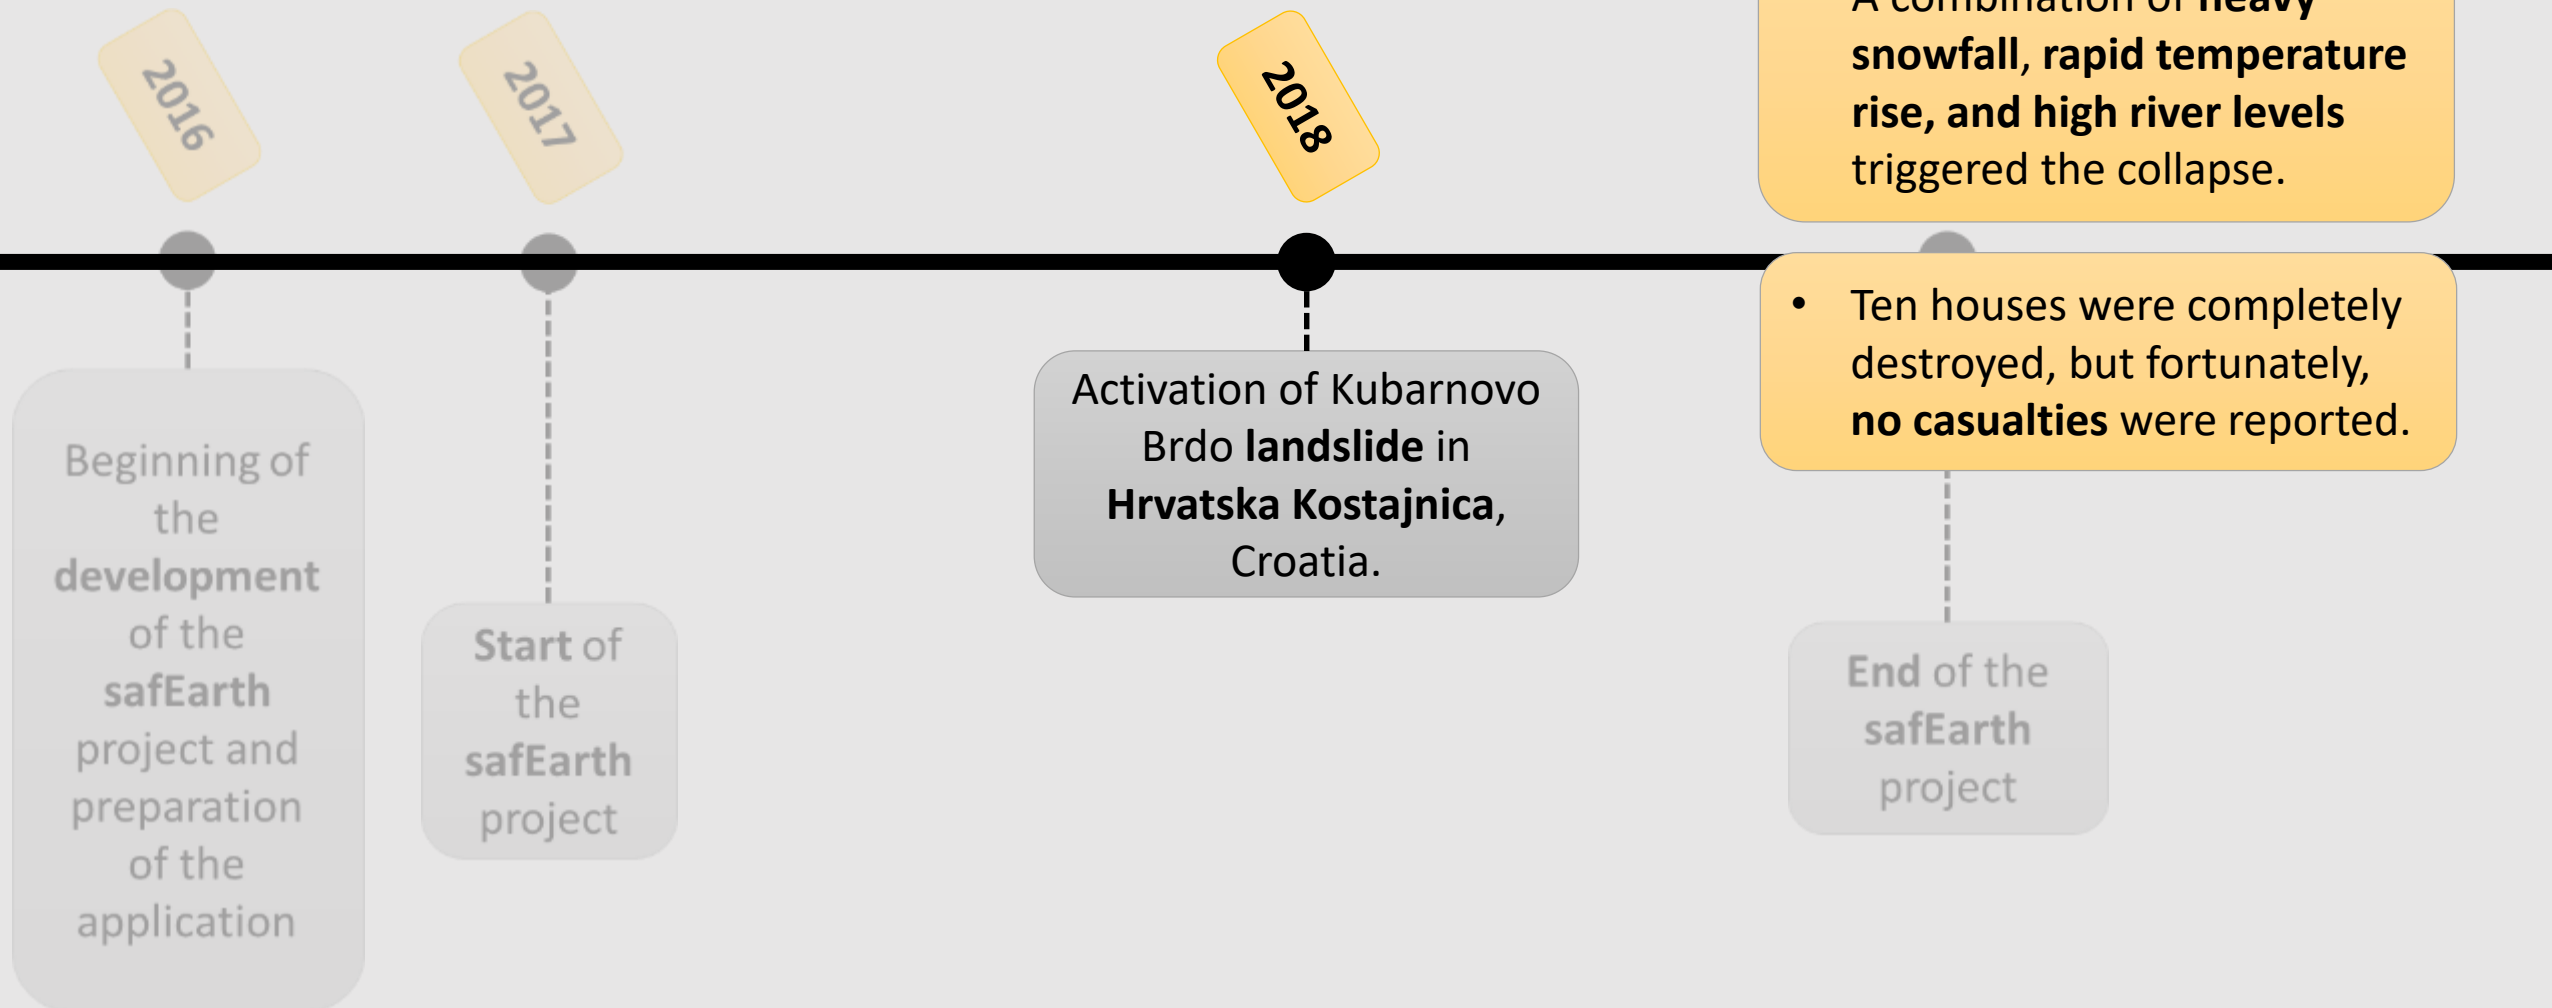 2016
2017
2018
A combination of heavy
snowfall, rapid temperature
rise, and high river levels
triggered the collapse.
• Ten houses were completely
destroyed, but fortunately,
no casualties were reported.
Activation of Kubarnovo
Brdo landslide in
Hrvatska Kostajnica,
Croatia.
Beginning of
the
development
of the
safEarth
project and
preparation
of the
application
Start of
the
safEarth
project
End of the
safEarth
project